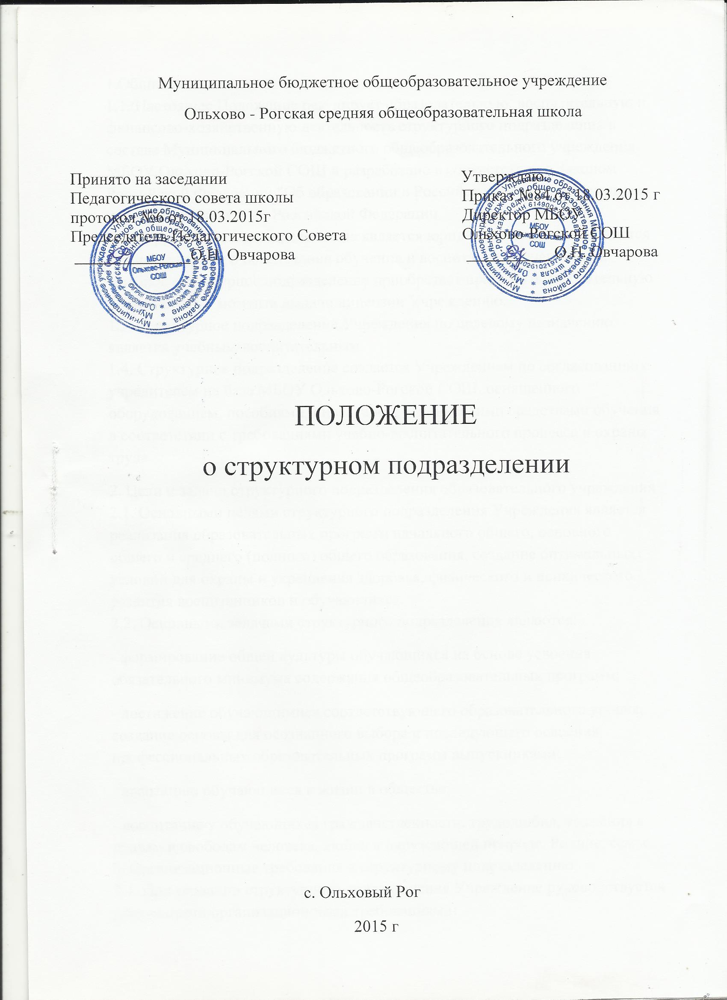 Муниципальное бюджетное общеобразовательное учреждение
Ольхово - Рогская средняя общеобразовательная школа
Принято на заседании
Педагогического совета школы
протокол №6 от 18.03.2015г
Председатель Педагогического Совета
О.Н. Овчарова
Утверждаю.
Приказ №84 от 18.03.2015 г
Директор МБОУ
Ольхово-Рогской СОШ
О.Н. Овчарова
МБОУ
Ольхово-Рогская
СОШ
МБОУ
Ольхово-Рогская
СОШ
ПОЛОЖЕНИЕ
о структурном подразделении
с. Ольховый Рог
2015 г